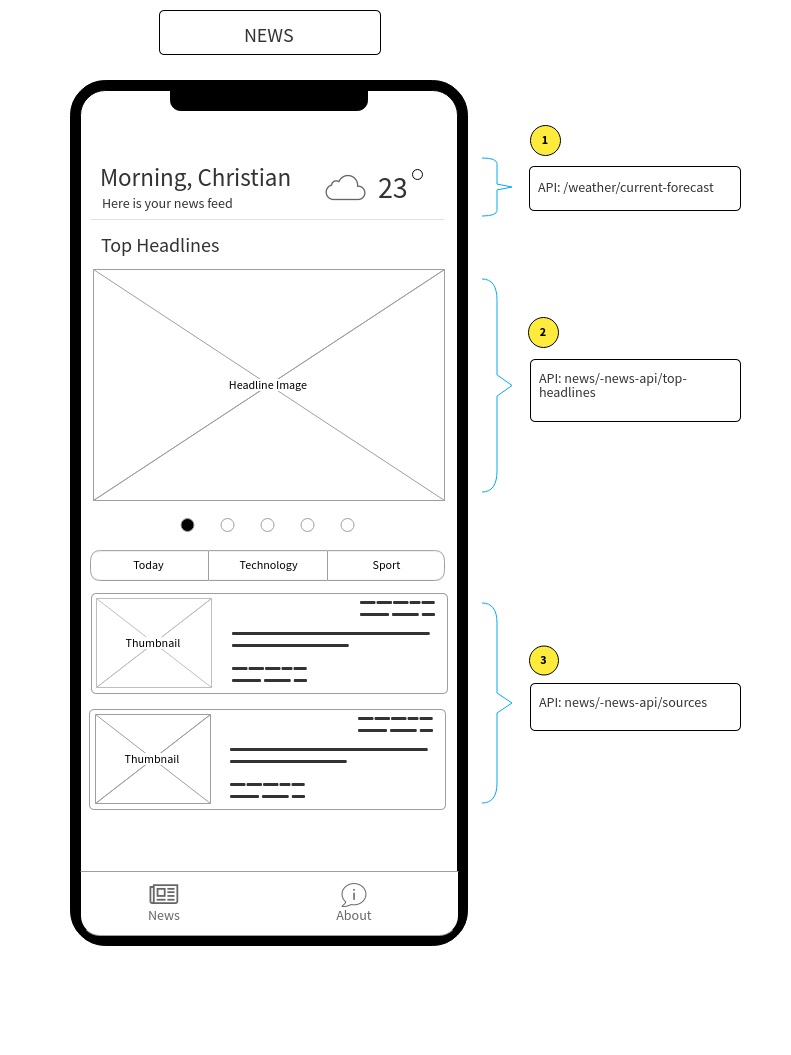 NEWS
Morning, Christian
23
Here is your news feed
Top Headlines
Headline Image
Today
Technology
Sport
Thumbnail
Thumbnail
News
About
1
API: /weather/current-forecast
2
API: news/-news-api/top-
headlines
3
API: news/-news-api/sources